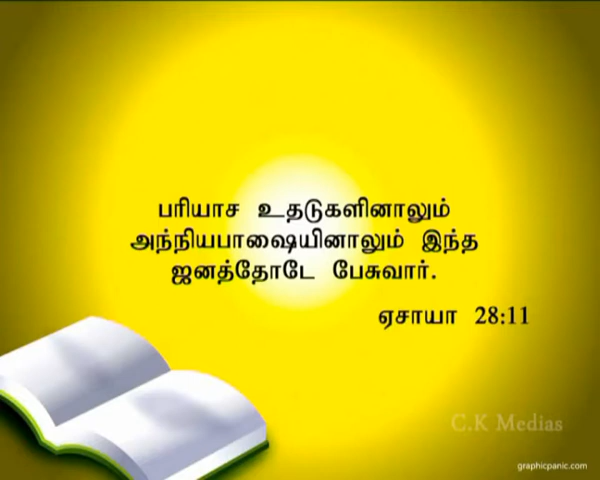 பரியாச உதடுகளினாலும்
அந்நியபாஷையினாலும் இந்த
ஜனத்தோடே பேசுவார்.
ஏசாயா 28:11
C.K Medias
graphicpanic.com